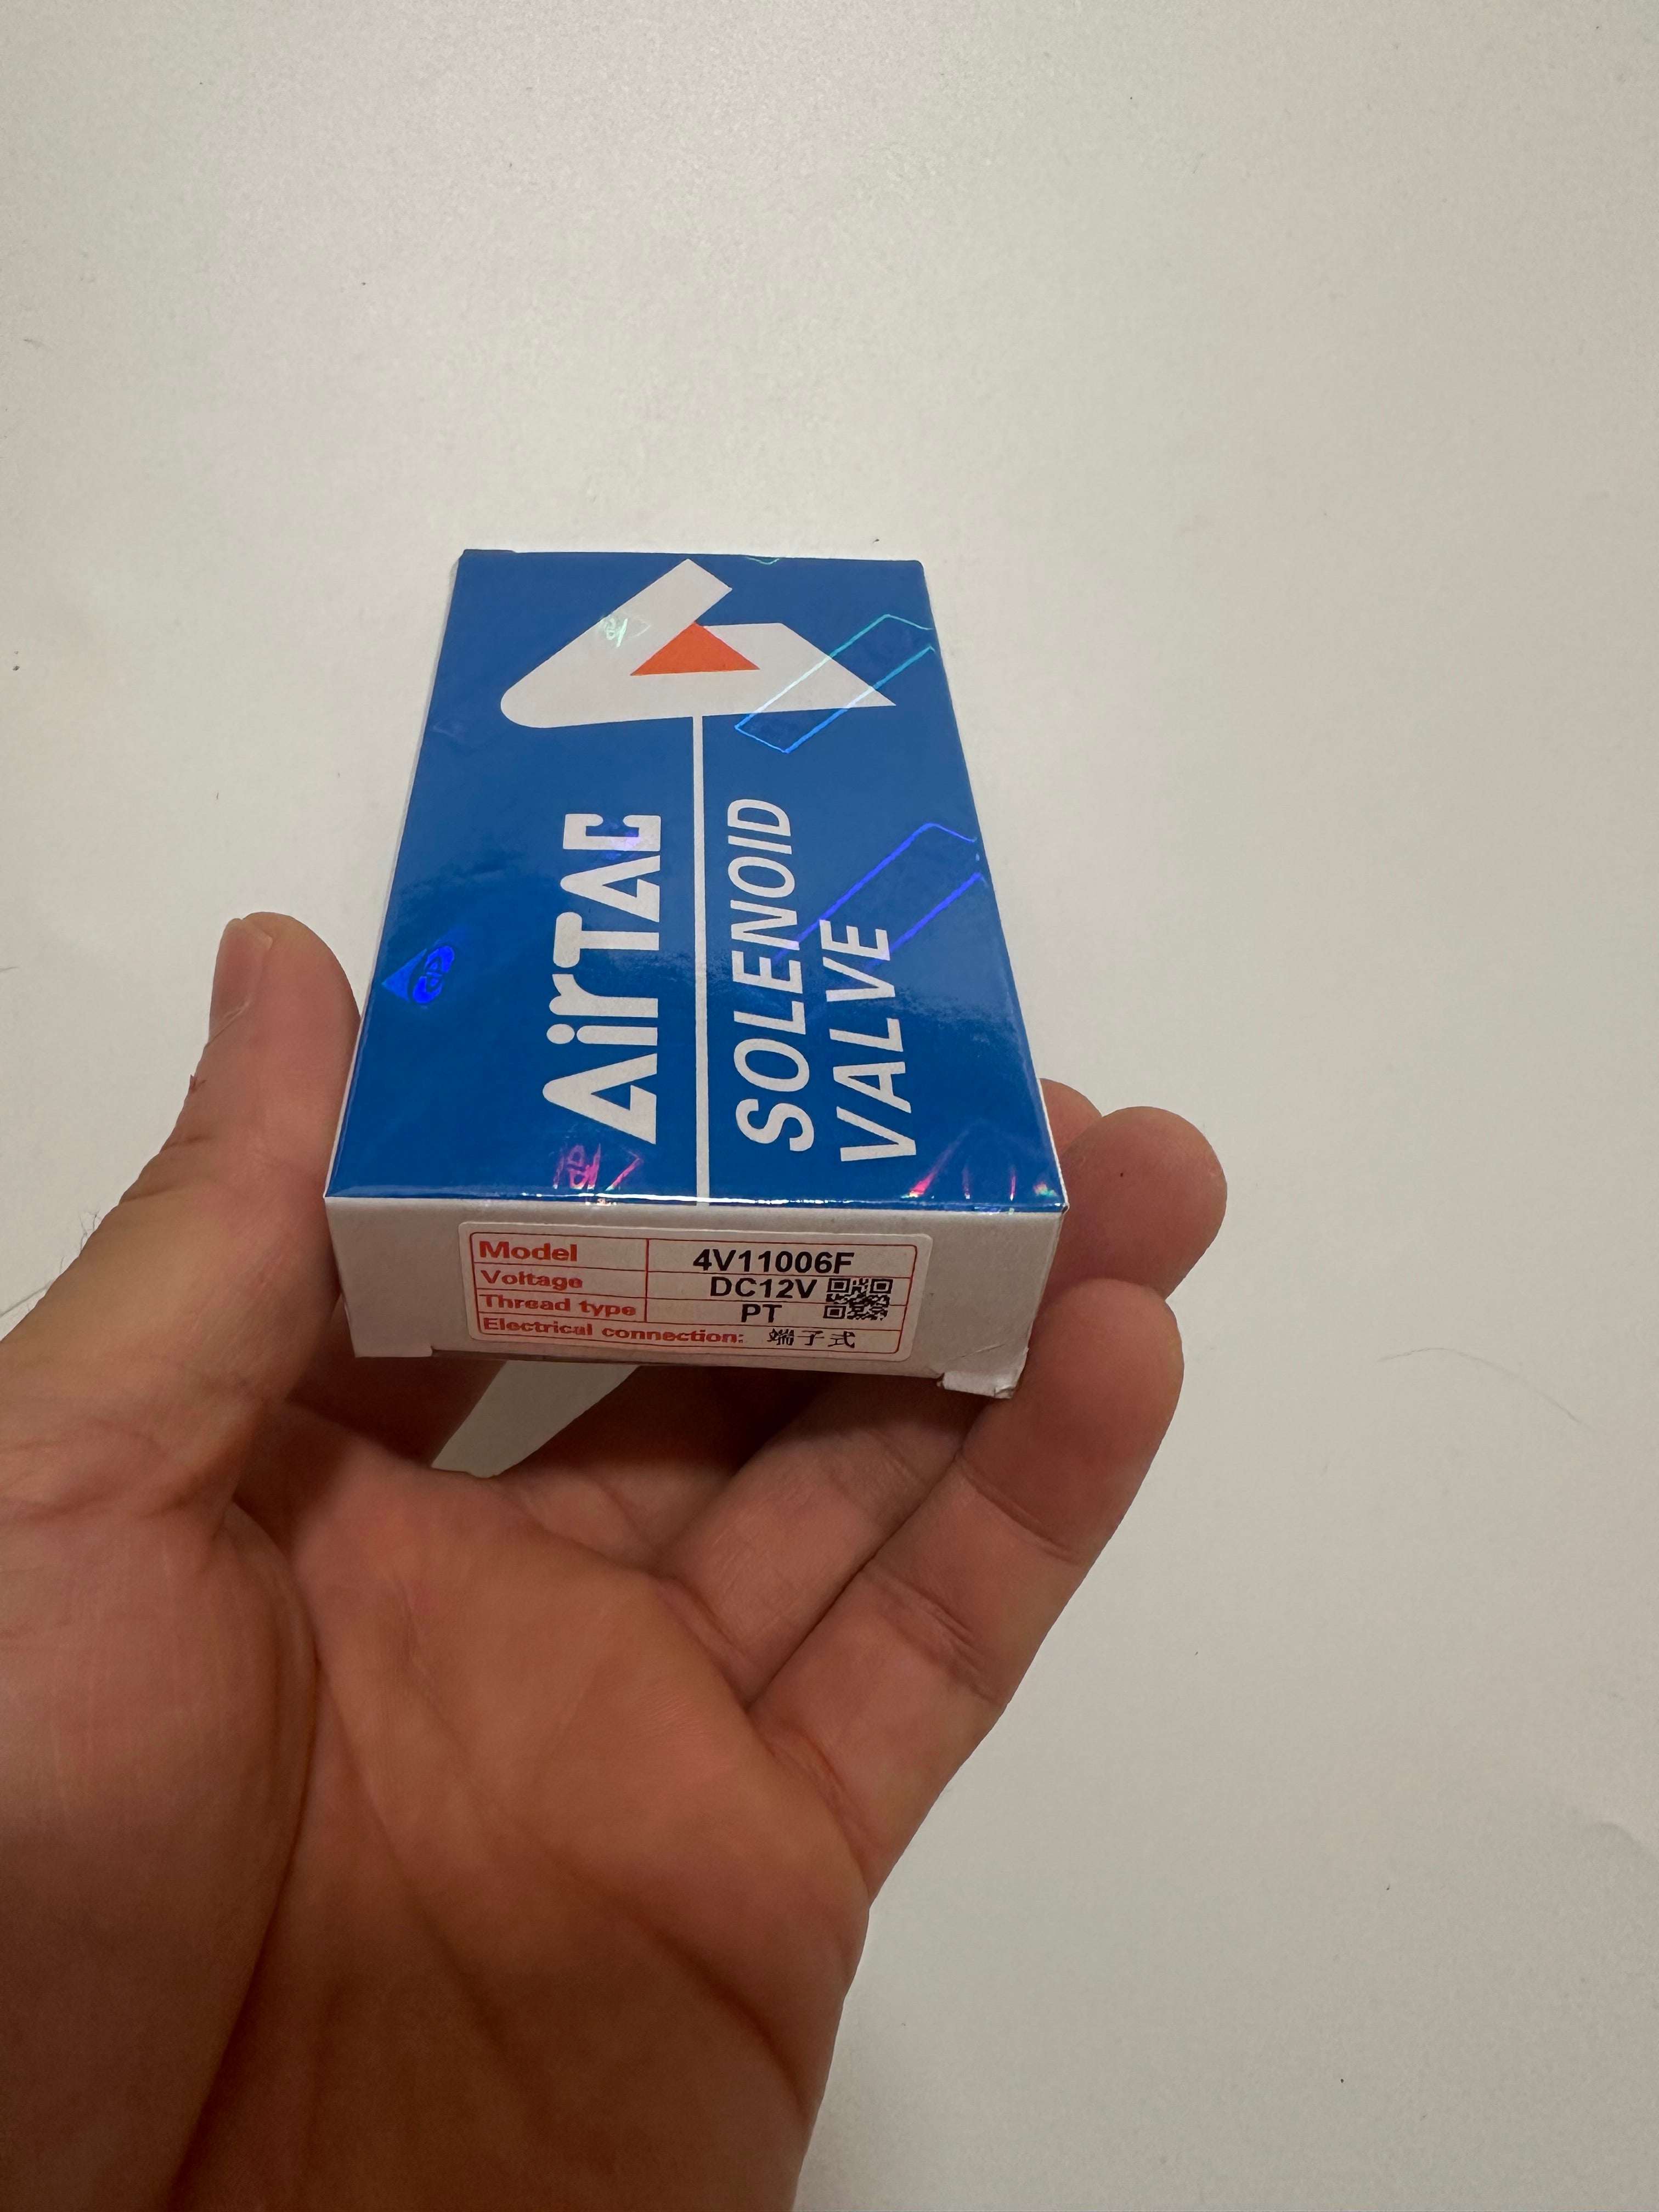 AirTAC
SOLENOID
VALVE
Model 4V11006F
Voltage DC12V
Thread type PT
Electrical connection: 端子式